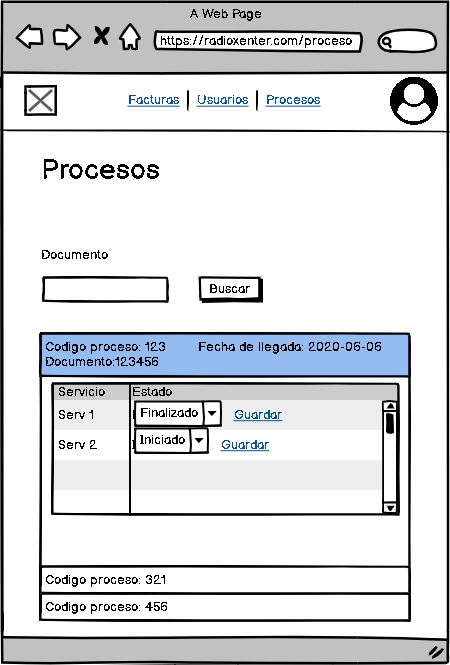 A Web Page
https://radioxenter.com/proceso
Facturas Usuarios Procesos
Procesos
Documento
Buscar
Codigo proceso: 123 Fecha de llegada: 2020-06-06
Documento:123456
Servicio Estado
Serv 1 Finalizado Guardar
Serv 2 Iniciado Guardar
Codigo proceso: 321
Codigo proceso: 456